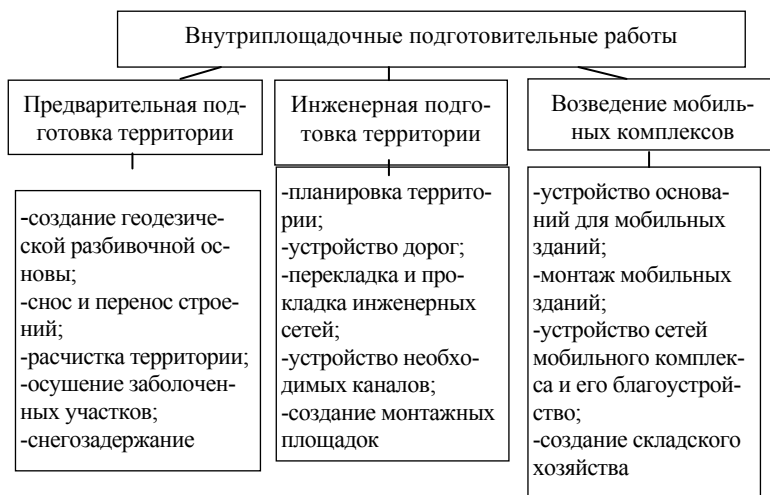 Внутриплощадочные подготовительные работы
Предварительная под-
готовка территории
-создание геодезиче-
ской разбивочной ос-
новы;
-снос и перенос строе-
ний;
-расчистка территории;
-осушение заболочен-
ных участков;
-снегозадержание
Инженерная подго-
товка территории
-планировка террито-
рии;
-устройство дорог;
-перекладка и про-
кладка инженерных
сетей;
-устройство необхо-
димых каналов;
-создание монтажных
площадок
Возведение мобиль-
ных комплексов
-устройство основа-
ний для мобильных
зданий;
-монтаж мобильных
зданий;
-устройство сетей
мобильного комплек-
са и его благоустрой-
ство;
-создание складского
хозяйства